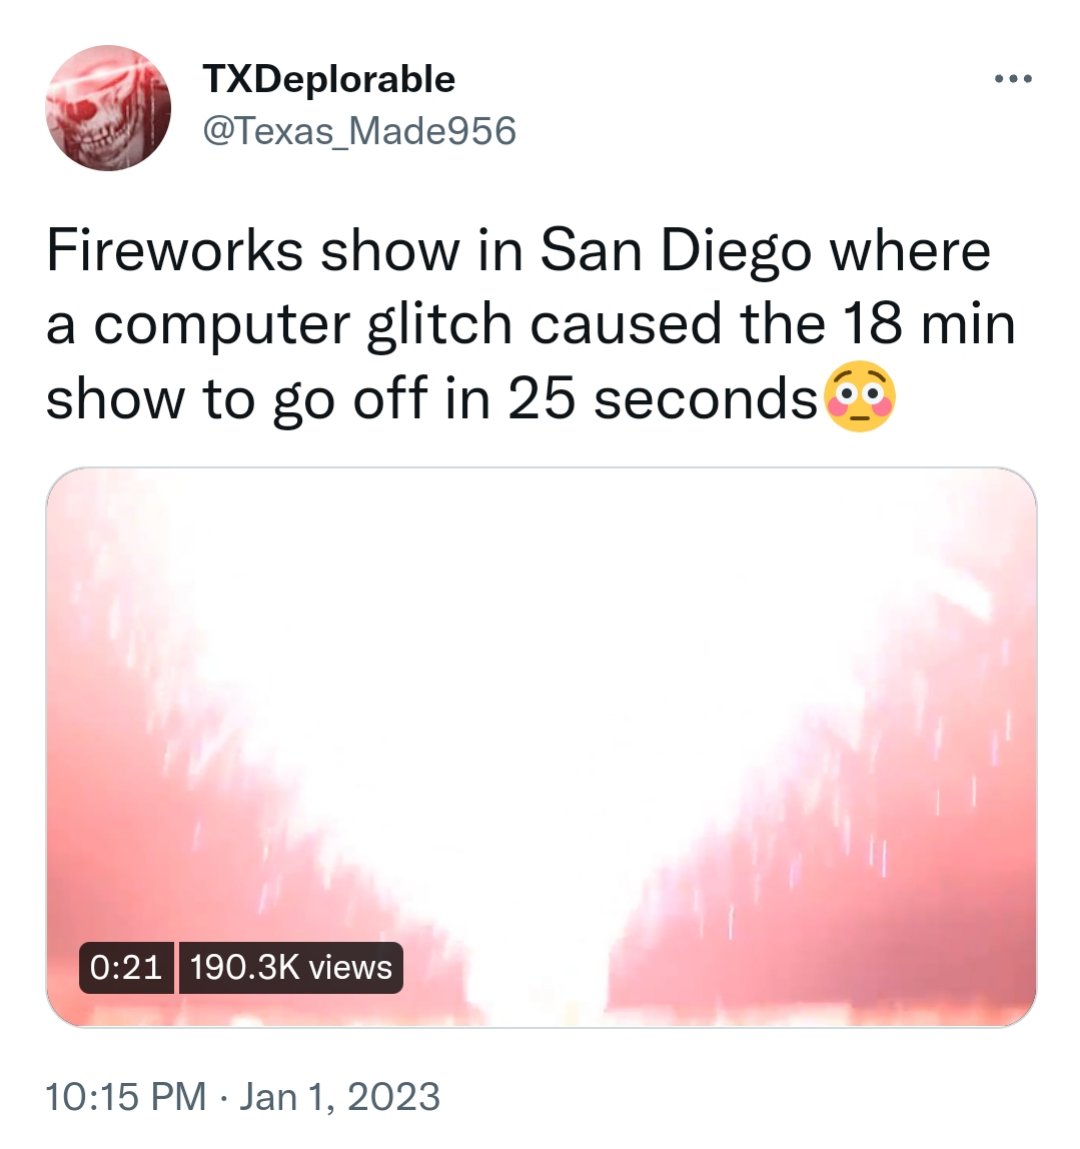 TXDeplorable
@Texas_Made956
Fireworks show in San Diego where
a computer glitch caused the 18 min
show to go off in 25 seconds😳
0:21 190.3K views
10:15 PM · Jan 1, 2023